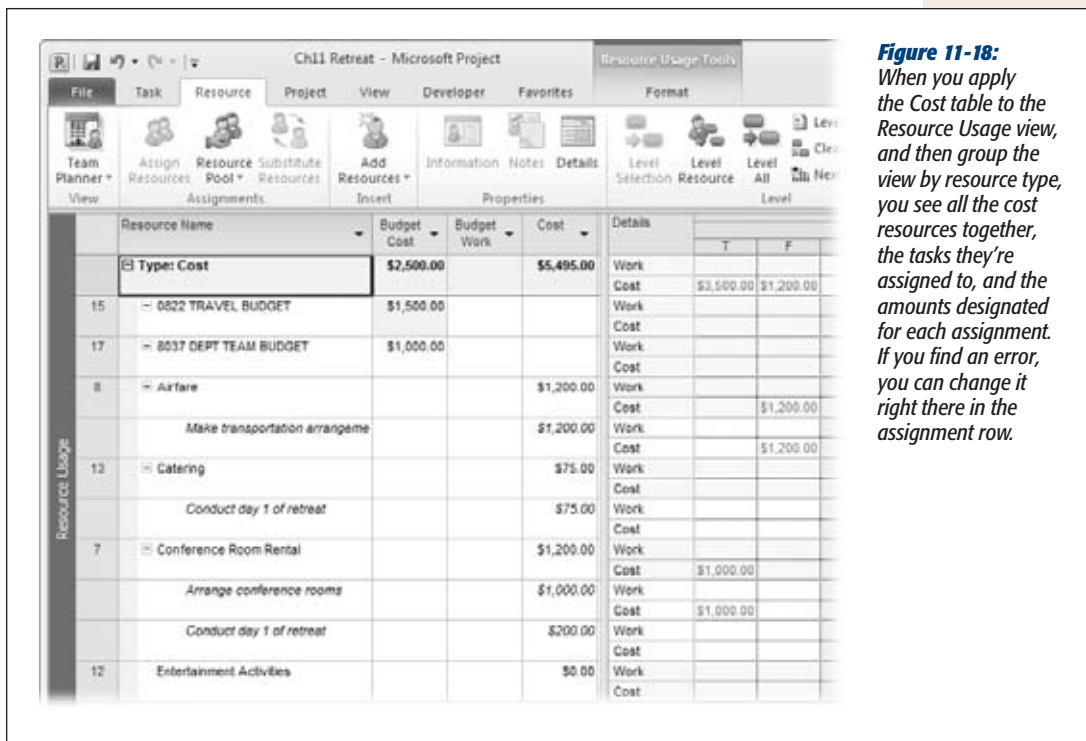 Ch11 Retreat - Microsoft Project
Resource Usage Tools
File Task Resource Project View Developer Favorites Format
Team Planner
Assign Resources
Resource Pool
Substitute Resources
Add Resources
Information
Notes
Details
Level Selection
Level Resource
Level All
View
Assignments
Insert
Properties
Level
Resource Usage
Resource Name Budget Cost Budget Work Cost Details
T F
Type: Cost $2,500.00 $5,495.00 Work
Cost $3,500.00 $1,200.00
15 0822 TRAVEL BUDGET $1,500.00 Work
Cost
17 8037 DEPT TEAM BUDGET $1,000.00 Work
Cost
8 Airfare $1,200.00 Work
Cost $1,200.00
Make transportation arrangeme $1,200.00 Work
Cost $1,200.00
13 Catering $75.00 Work
Cost
Conduct day 1 of retreat $75.00 Work
Cost
7 Conference Room Rental $1,200.00 Work
Cost $1,000.00
Arrange conference rooms $1,000.00 Work
Cost $1,000.00
Conduct day 1 of retreat $200.00 Work
Cost
12 Entertainment Activities $0.00 Work
Cost
Figure 11-18:
When you apply
the Cost table to the
Resource Usage view,
and then group the
view by resource type,
you see all the cost
resources together,
the tasks they’re
assigned to, and the
amounts designated
for each assignment.
If you find an error,
you can change it
right there in the
assignment row.